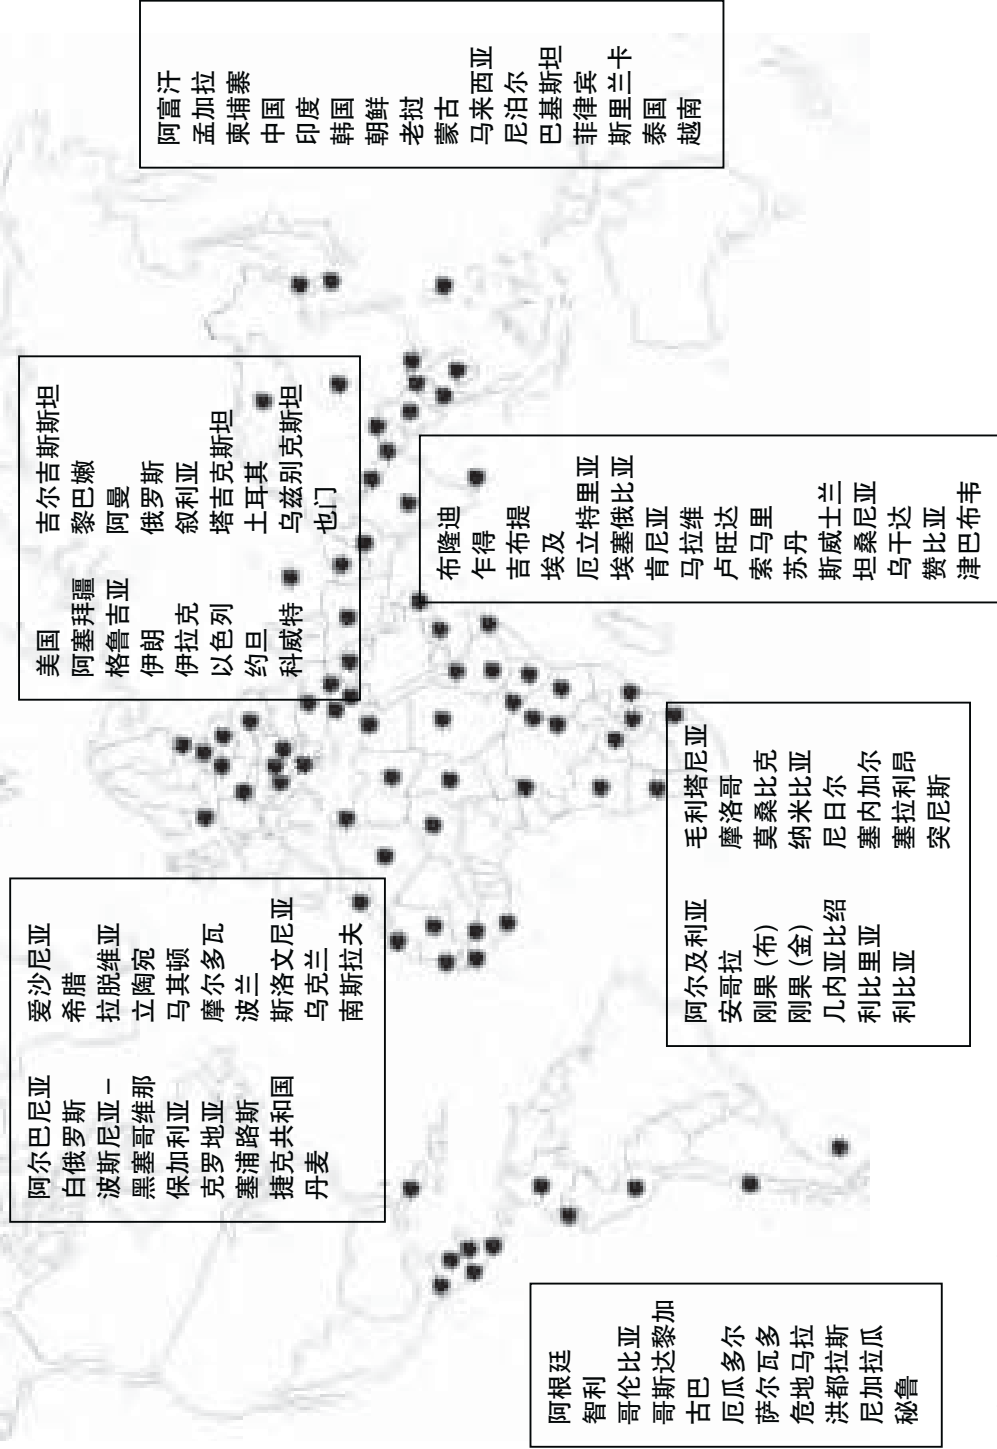 阿尔巴尼亚
白俄罗斯
波斯尼亚－
黑塞哥维那
保加利亚
克罗地亚
塞浦路斯
捷克共和国
丹麦
爱沙尼亚
希腊
拉脱维亚
立陶宛
马其顿
摩尔多瓦
波兰
斯洛文尼亚
乌克兰
南斯拉夫
美国
阿塞拜疆
格鲁吉亚
伊朗
伊拉克
以色列
约旦
科威特
吉尔吉斯斯坦
黎巴嫩
阿曼
俄罗斯
叙利亚
塔吉克斯坦
土耳其
乌兹别克斯坦
也门
阿富汗
孟加拉
柬埔寨
中国
印度
韩国
朝鲜
老挝
蒙古
马来西亚
尼泊尔
巴基斯坦
菲律宾
斯里兰卡
泰国
越南
阿根廷
智利
哥伦比亚
哥斯达黎加
古巴
厄瓜多尔
萨尔瓦多
危地马拉
洪都拉斯
尼加拉瓜
秘鲁
阿尔及利亚
安哥拉
刚果(布)
刚果(金)
几内亚比绍
利比里亚
利比亚
毛利塔尼亚
摩洛哥
莫桑比克
纳米比亚
尼日尔
塞内加尔
塞拉利昂
突尼斯
布隆迪
乍得
吉布提
埃及
厄立特里亚
埃塞俄比亚
肯尼亚
马拉维
卢旺达
索马里
苏丹
斯威士兰
坦桑尼亚
乌干达
赞比亚
津巴布韦